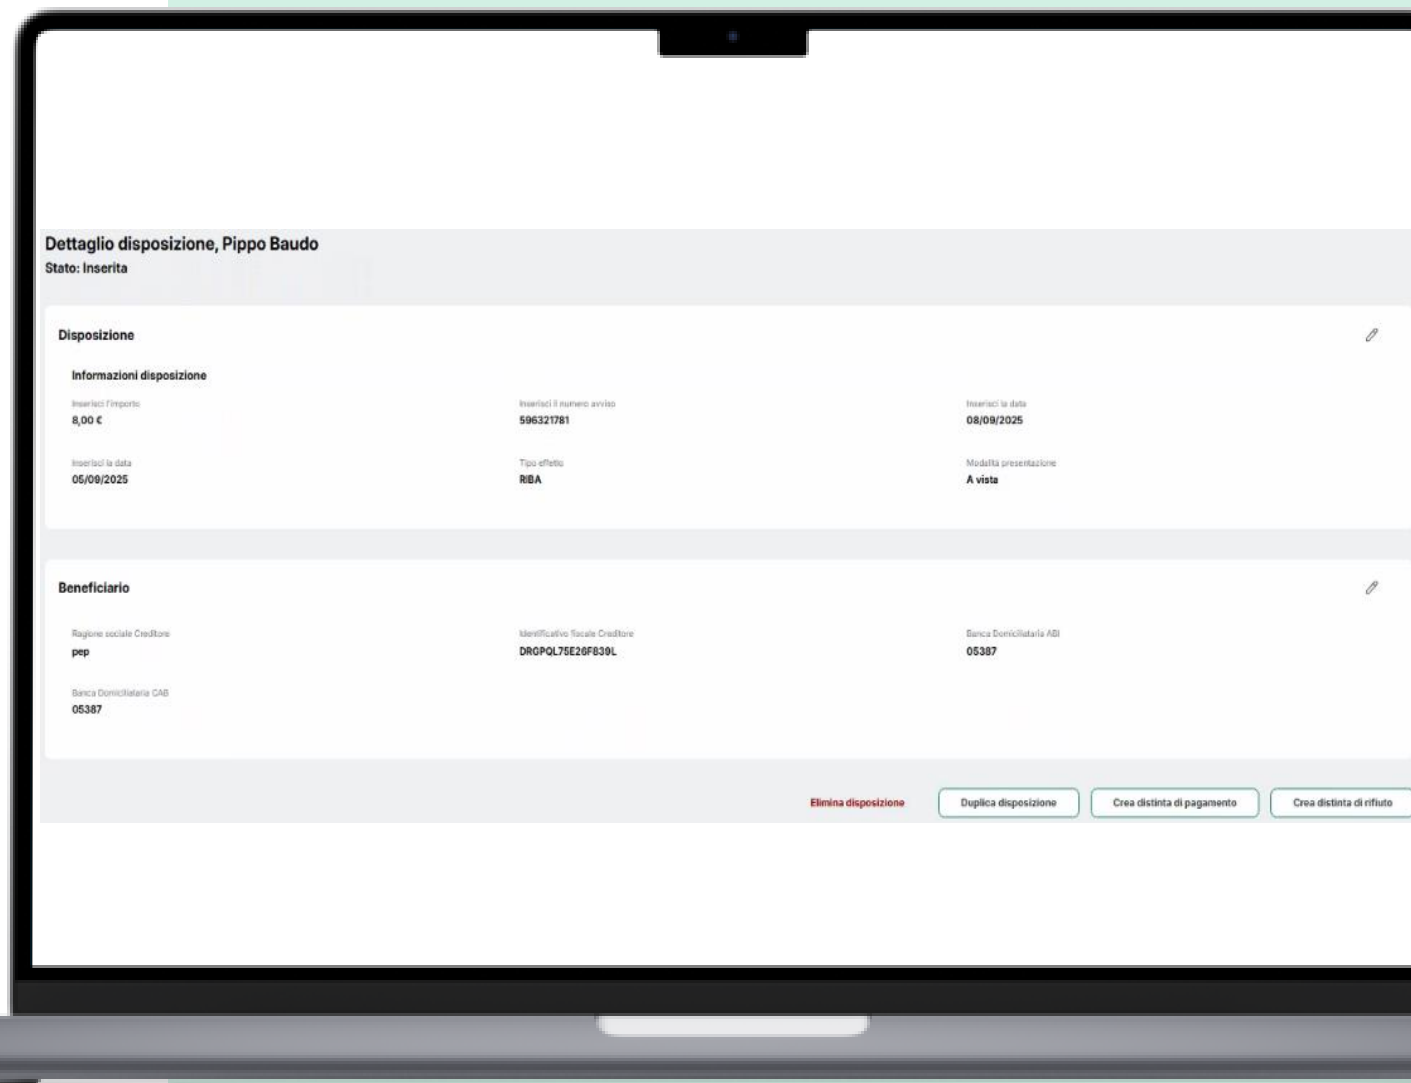 Dettaglio disposizione, Pippo Baudo
Stato: Inserita
Disposizione
Informazioni disposizione
Inserisci l'importo
8,00 €
Inserisci il numero avviso
596321781
Inserisci la data
08/09/2025
Inserisci la data
05/09/2025
Tipo effetto
RIBA
Modalità presentazione
A vista
Beneficiario
Ragione sociale Creditore
pep
Identificativo fiscale Creditore
DRGPQL75E26F839L
Banca Domiciliataria ABI
05387
Banca Domiciliataria CAB
05387
Elimina disposizione
Duplica disposizione
Crea distinta di pagamento
Crea distinta di rifiuto